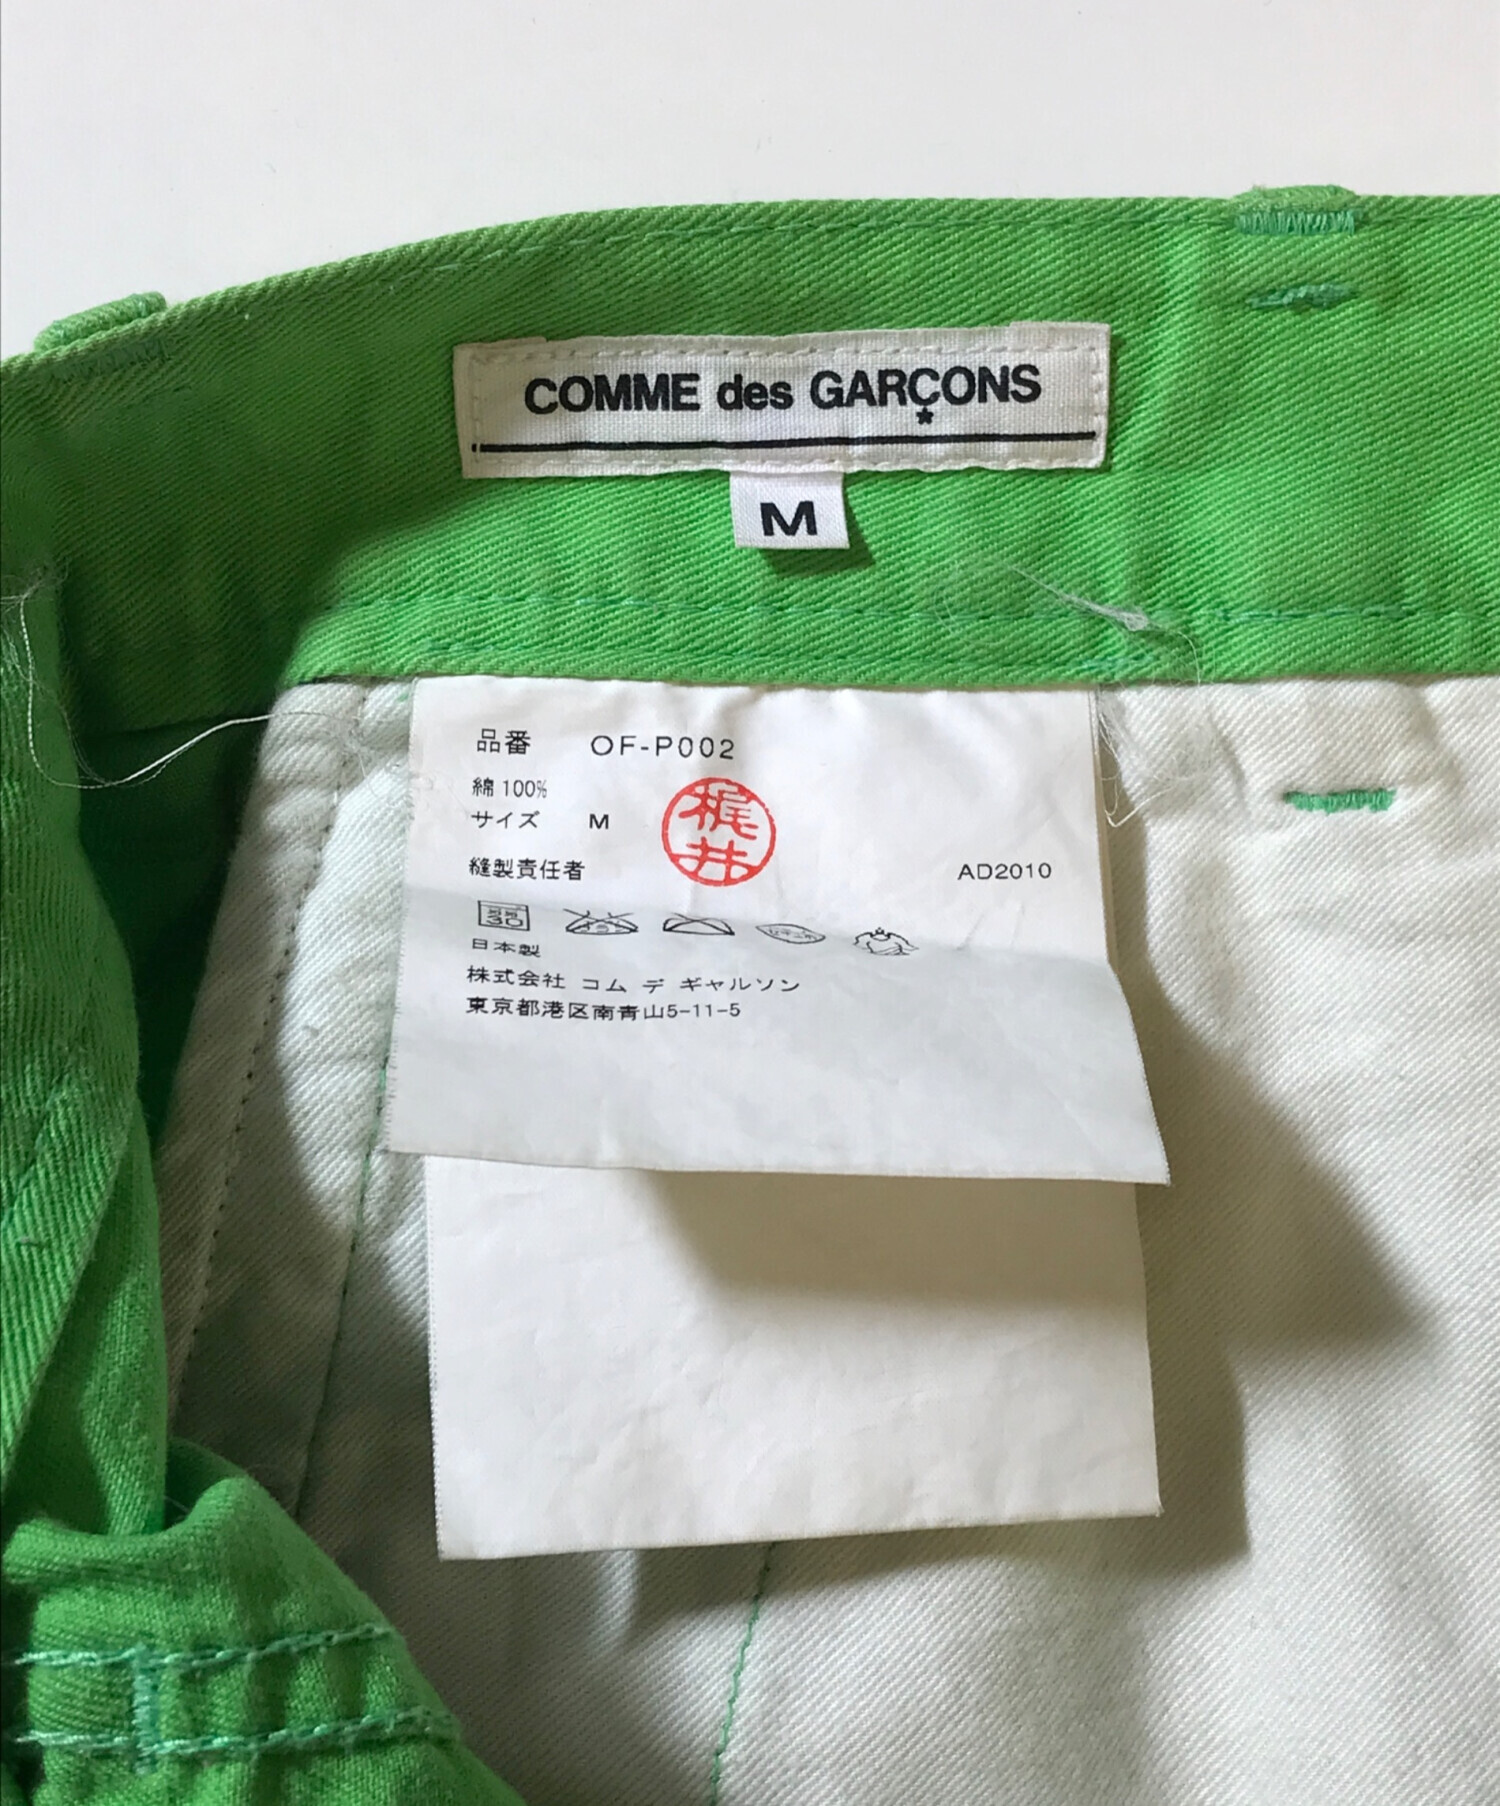 COMME des GARÇONS
M
品番 OF-P002
綿 100%
サイズ M
梶井
縫製責任者
AD2010
30
日本製
株式会社 コム デ ギャルソン
東京都港区南青山5-11-5